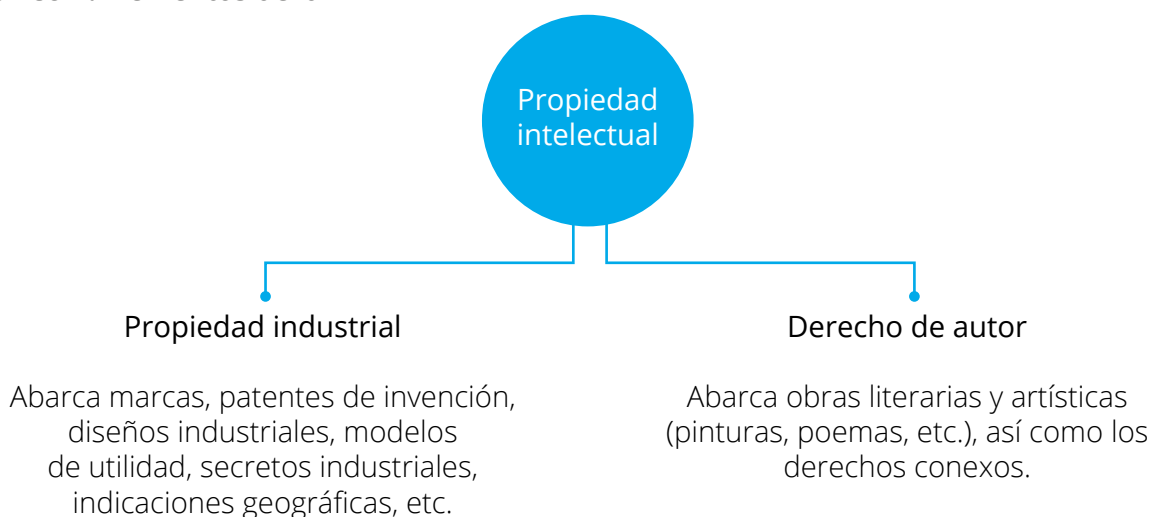 Propiedad
intelectual
Propiedad industrial
Abarca marcas, patentes de invención,
diseños industriales, modelos
de utilidad, secretos industriales,
indicaciones geográficas, etc.
Derecho de autor
Abarca obras literarias y artísticas
(pinturas, poemas, etc.), así como los
derechos conexos.